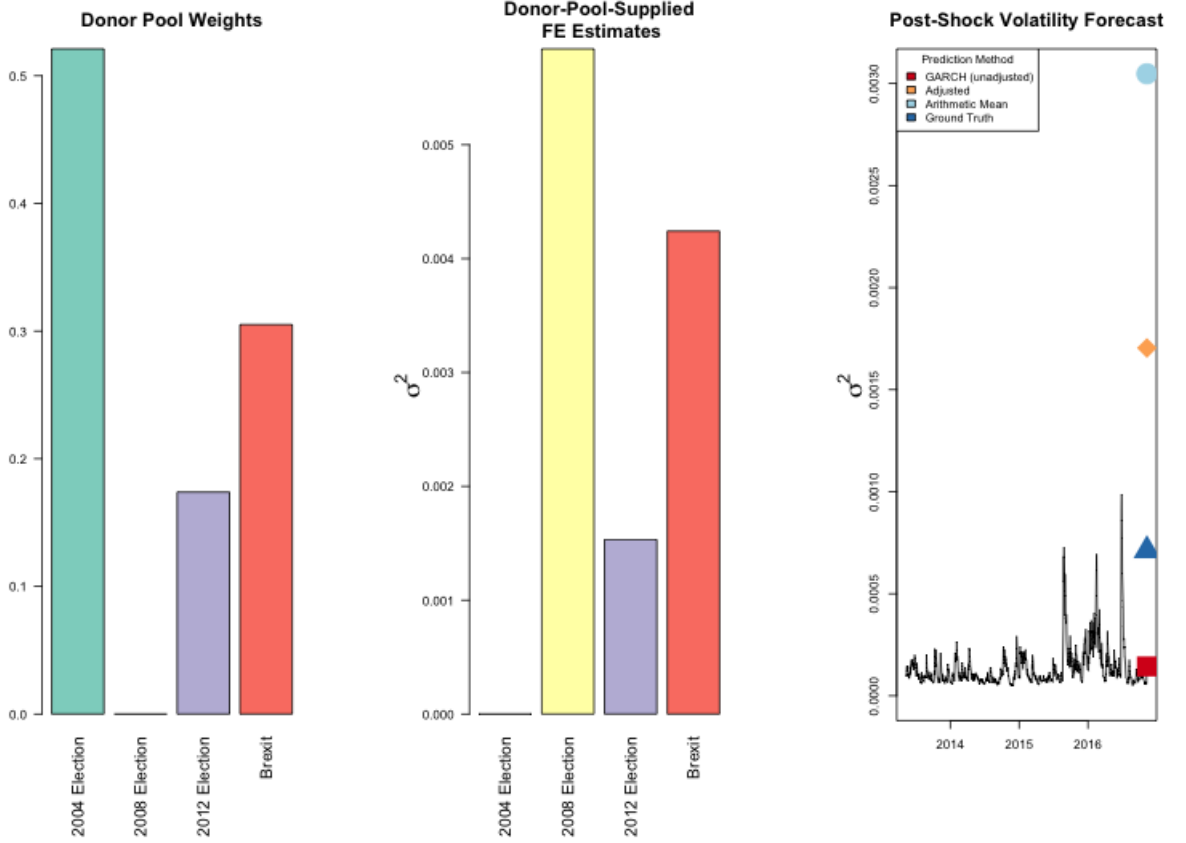 Donor Pool Weights
0.5
0.4
0.3
0.2
0.1
0.0
2004 Election
2008 Election
2012 Election
Brexit
Donor-Pool-Supplied
FE Estimates
σ2
0.005
0.004
0.003
0.002
0.001
0.000
2004 Election
2008 Election
2012 Election
Brexit
Post-Shock Volatility Forecast
Prediction Method
GARCH (unadjusted)
Adjusted
Arithmetic Mean
Ground Truth
σ2
0.0030
0.0025
0.0020
0.0015
0.0010
0.0005
0.0000
2014
2015
2016